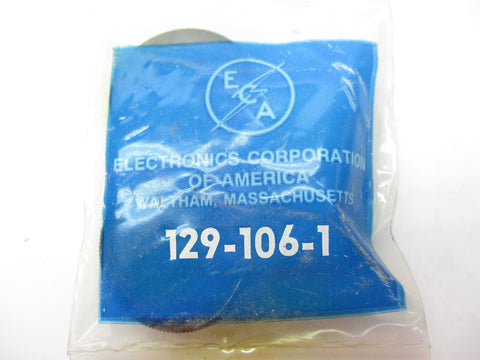 E
C
A
ELECTRONICS CORPORATION
OF AMERICA
WALTHAM, MASSACHUSETTS
129-106-1